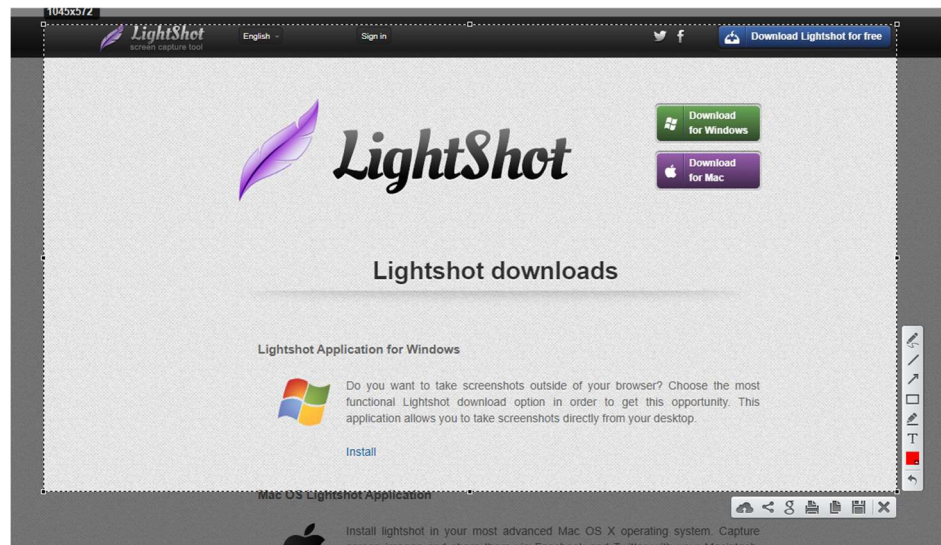 1045x572
LightShot
screen capture tool
English
Sign in
Download Lightshot for free
LightShot
Download
for Windows
Download
for Mac
Lightshot downloads
Lightshot Application for Windows
Do you want to take screenshots outside of your browser? Choose the most
functional Lightshot download option in order to get this opportunity. This
application allows you to take screenshots directly from your desktop.
Install
T
Mac OS Lightshot Application
Install lightshot in your most advanced Mac OS X operating system. Capture